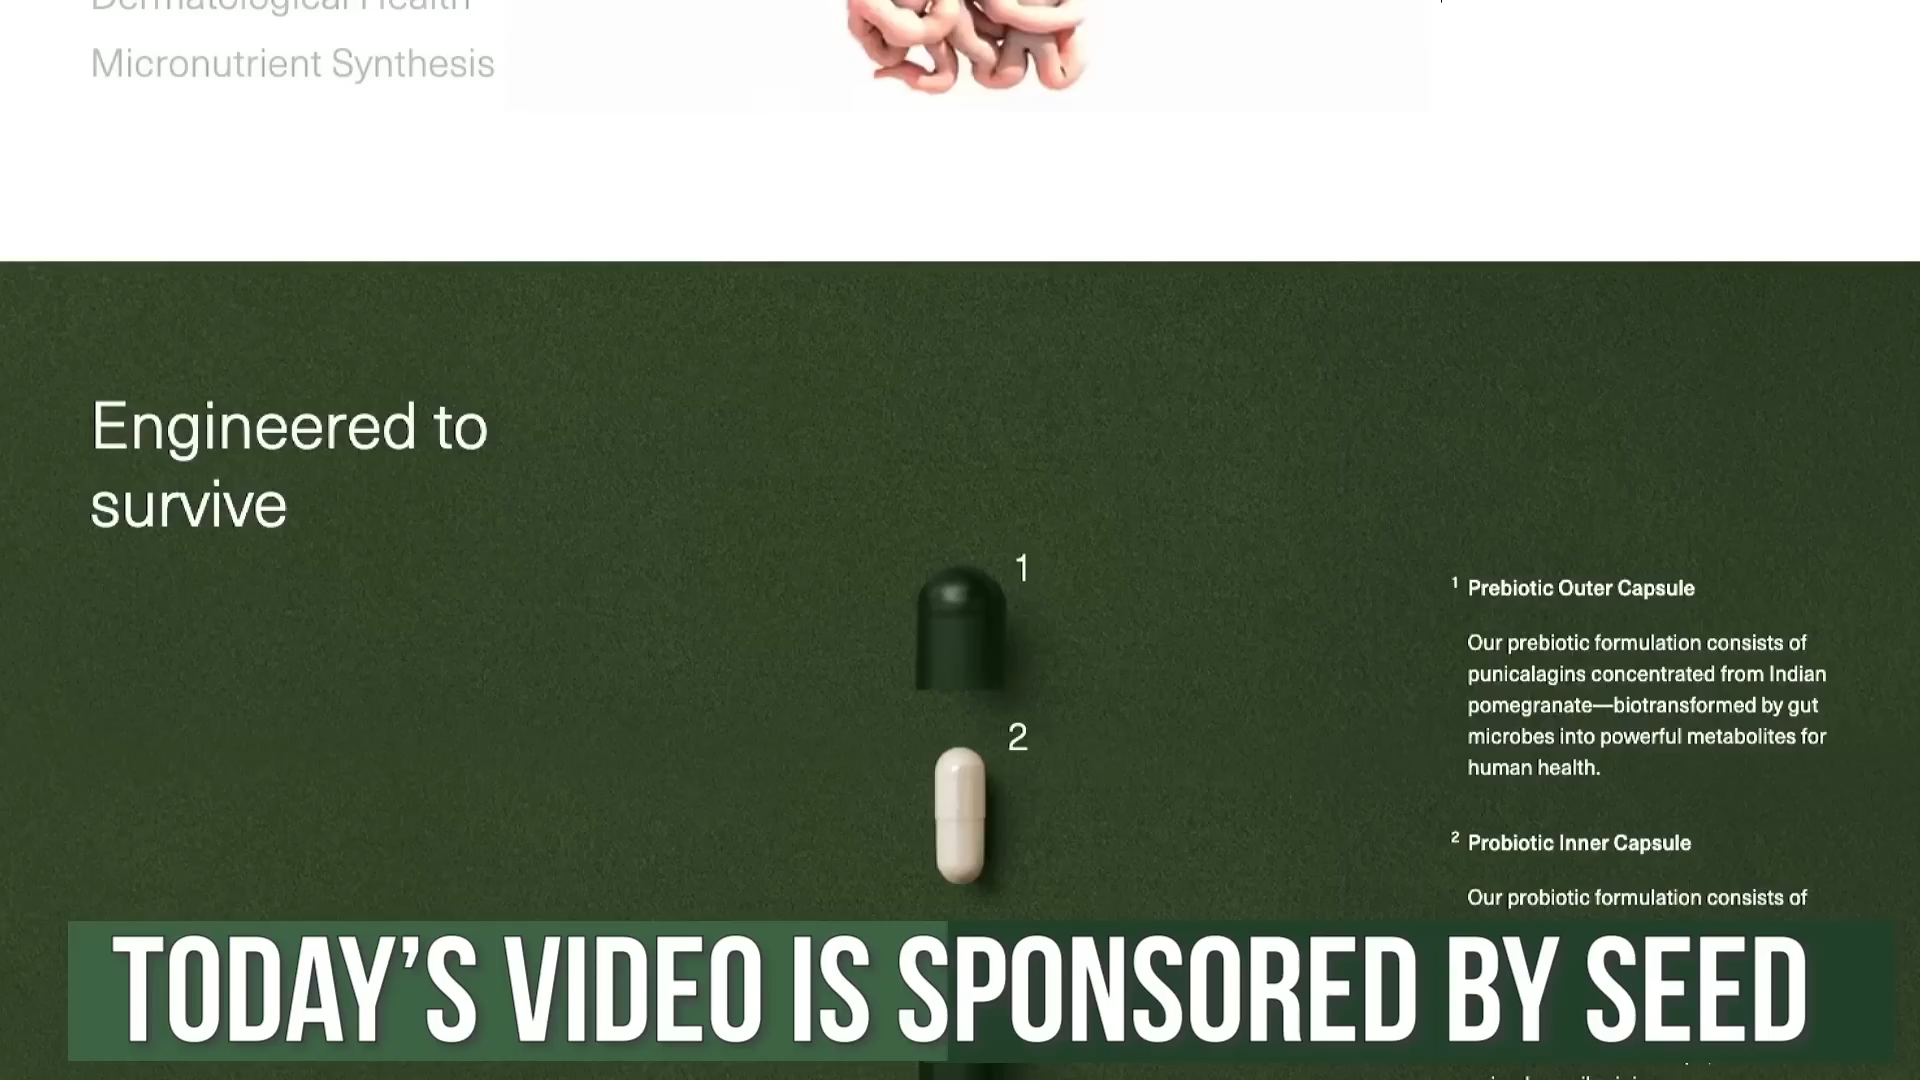 Dermatological Health
Micronutrient Synthesis
Engineered to
survive
1
2
1 Prebiotic Outer Capsule
Our prebiotic formulation consists of
punicalagins concentrated from Indian
pomegranate—biotransformed by gut
microbes into powerful metabolites for
human health.
2 Probiotic Inner Capsule
Our probiotic formulation consists of
TODAY’S VIDEO IS SPONSORED BY SEED